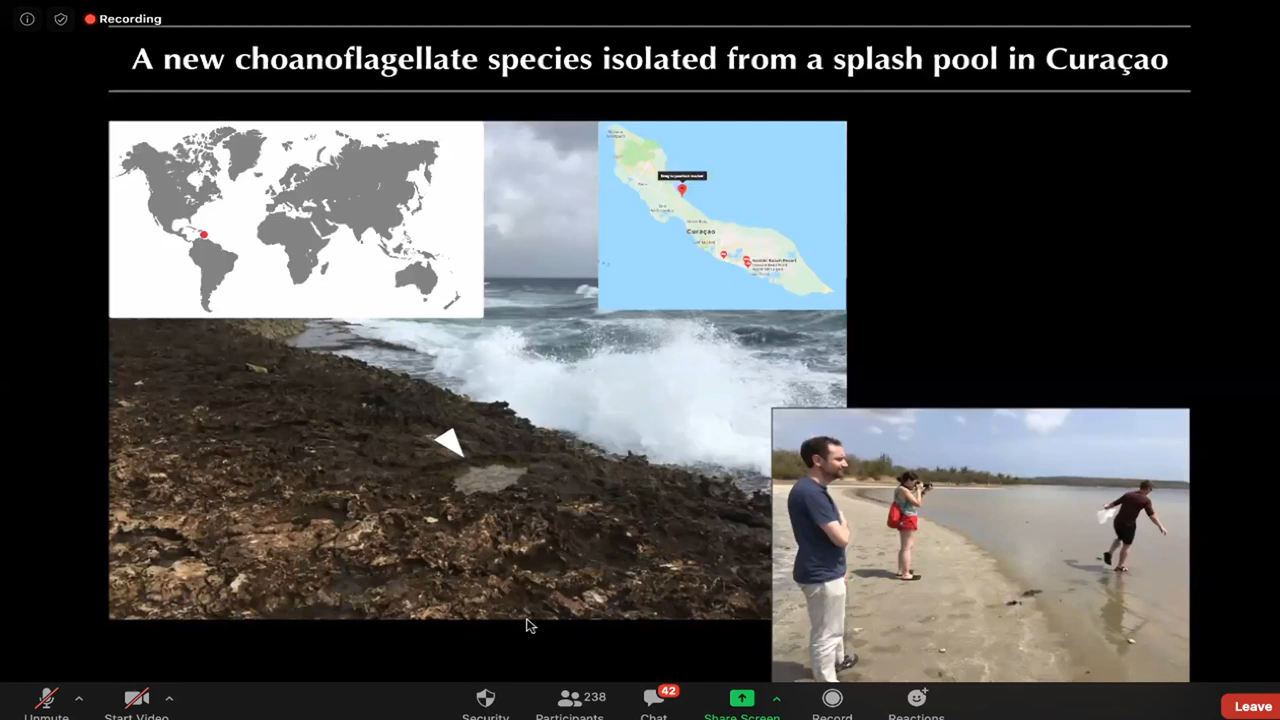 Recording
A new choanoflagellate species isolated from a splash pool in Curaçao
Curaçao
Unmute
Start Video
Security
238
Participants
42
Chat
Share Screen
Record
Reactions
Leave